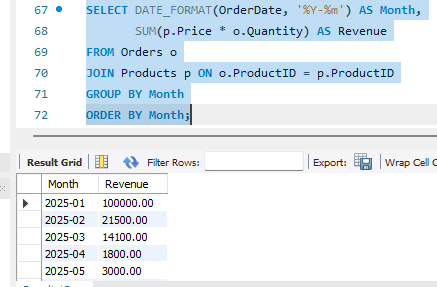 67 SELECT DATE_FORMAT(OrderDate, '%Y-%m') AS Month,
68 SUM(p.Price * o.Quantity) AS Revenue
69 FROM Orders o
70 JOIN Products p ON o.ProductID = p.ProductID
71 GROUP BY Month
72 ORDER BY Month;
Result Grid Filter Rows: Export: Wrap Cell C
Month Revenue
2025-01 100000.00
2025-02 21500.00
2025-03 14100.00
2025-04 1800.00
2025-05 3000.00